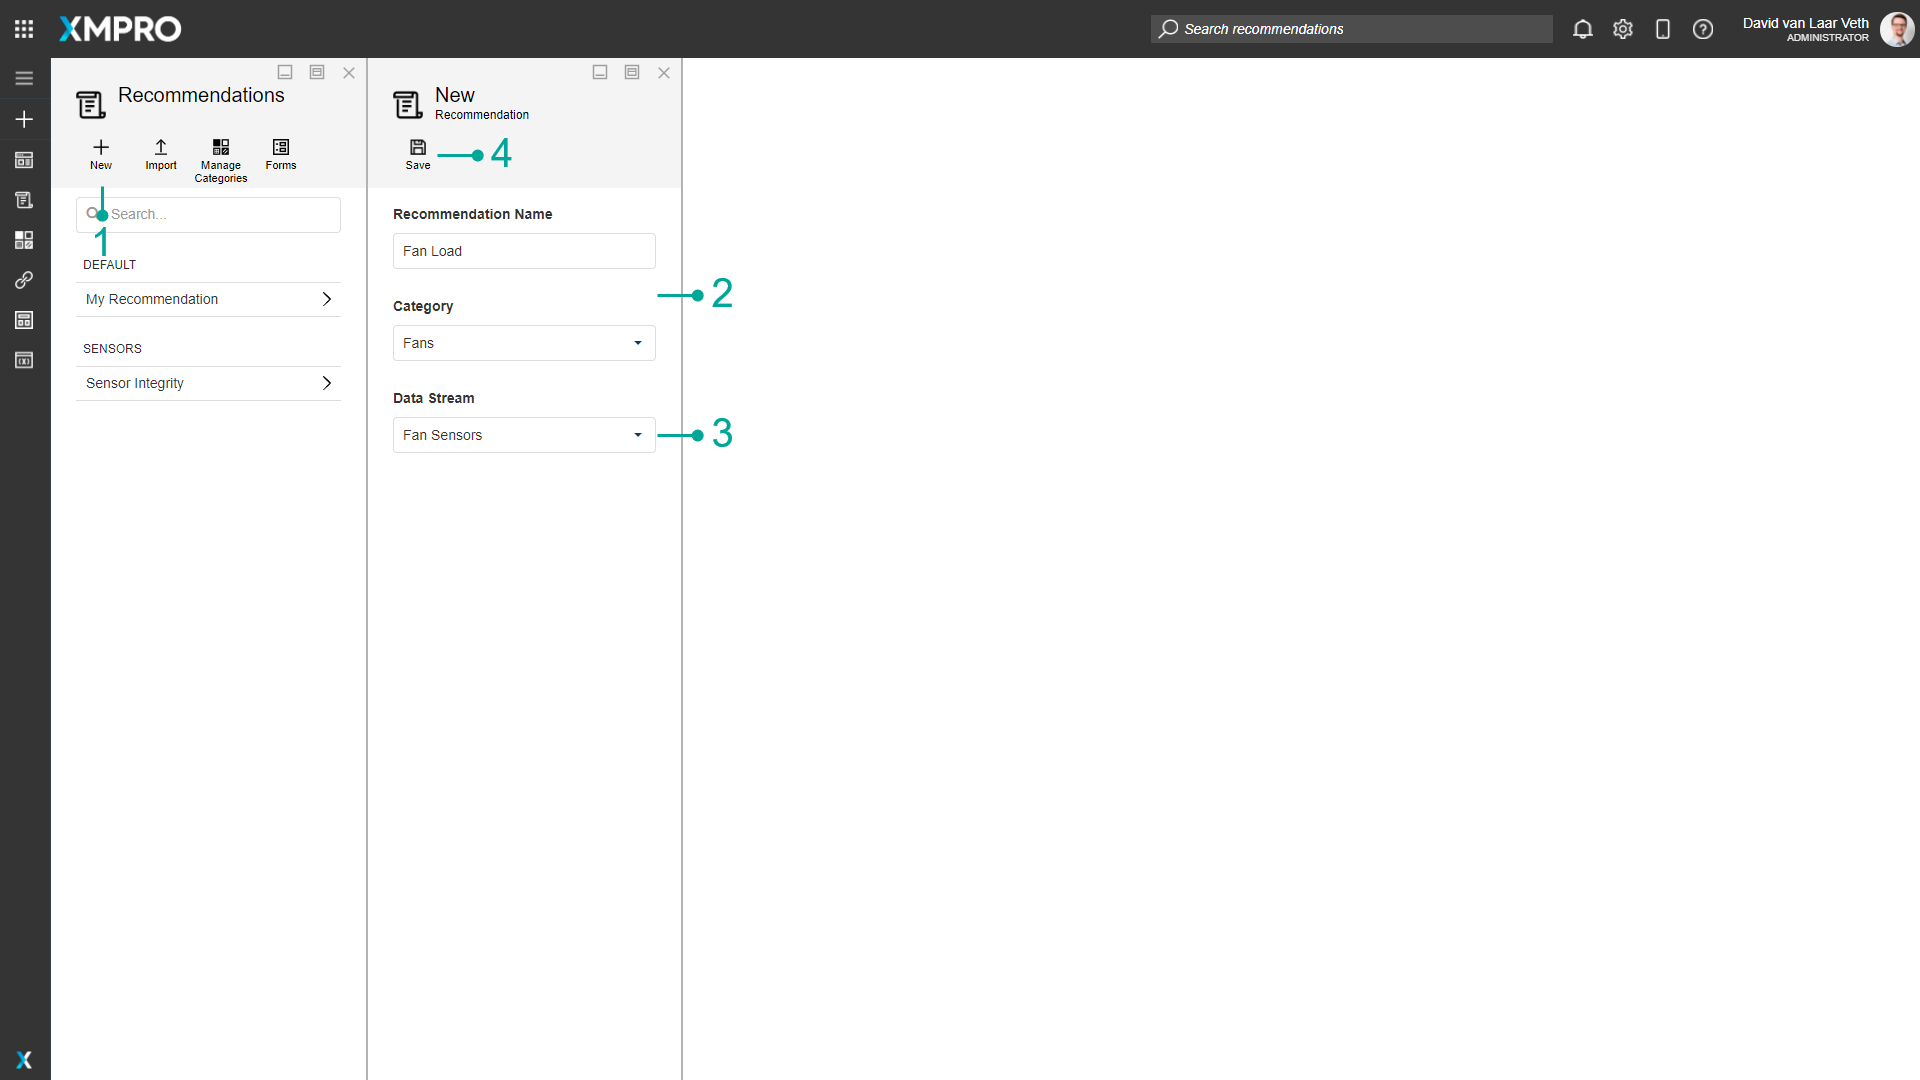 XMPRO
Search recommendations
David van Laar Veth
ADMINISTRATOR
Recommendations
New
Import
Manage
Categories
Forms
Search...
1
DEFAULT
My Recommendation
SENSORS
Sensor Integrity
New
Recommendation
Save
4
Recommendation Name
Fan Load
2
Category
Fans
Data Stream
Fan Sensors
3